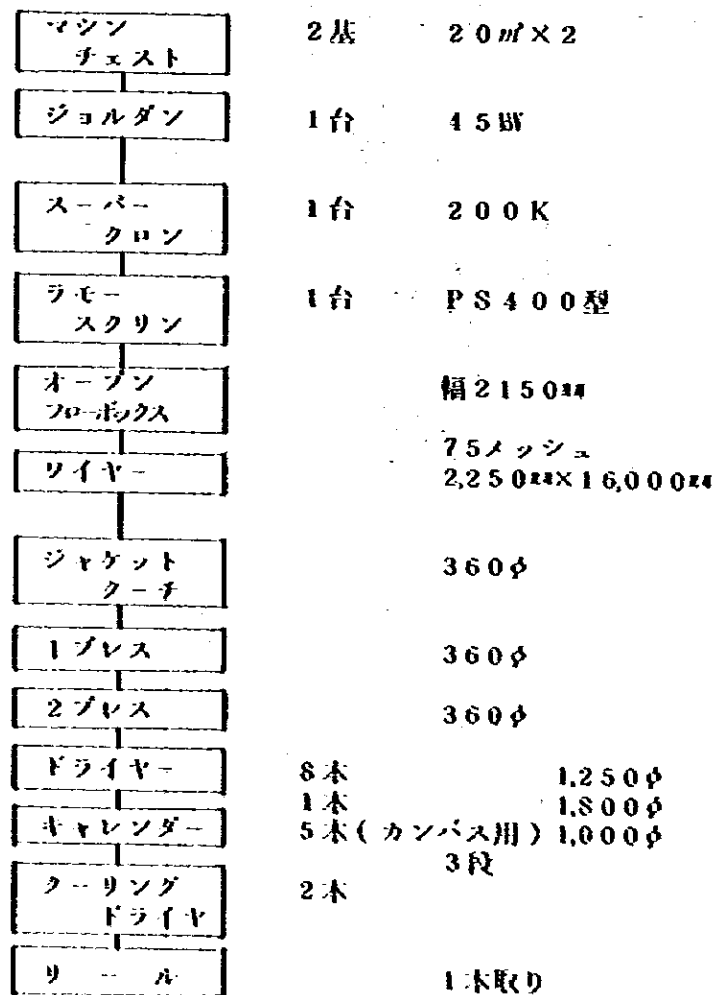 マシン 2基 20㎥×2
チェスト
ジョルダン 1台 45㎾
スーパー 1台 200K
クロン
ラモー 1台 PS400型
スクリン
オープン 幅2150㎜
フローボックス
75メッシュ
ワイヤー 2,250㎜×16,000㎜
ジャケット 360φ
クーチ
1プレス 360φ
2プレス 360φ
ドライヤー 8本 1,250φ
1本 1,800φ
キャレンダー 5本(カンバス用)1,000φ
3段
クーリング 2本
ドライヤ
リール 1本取り